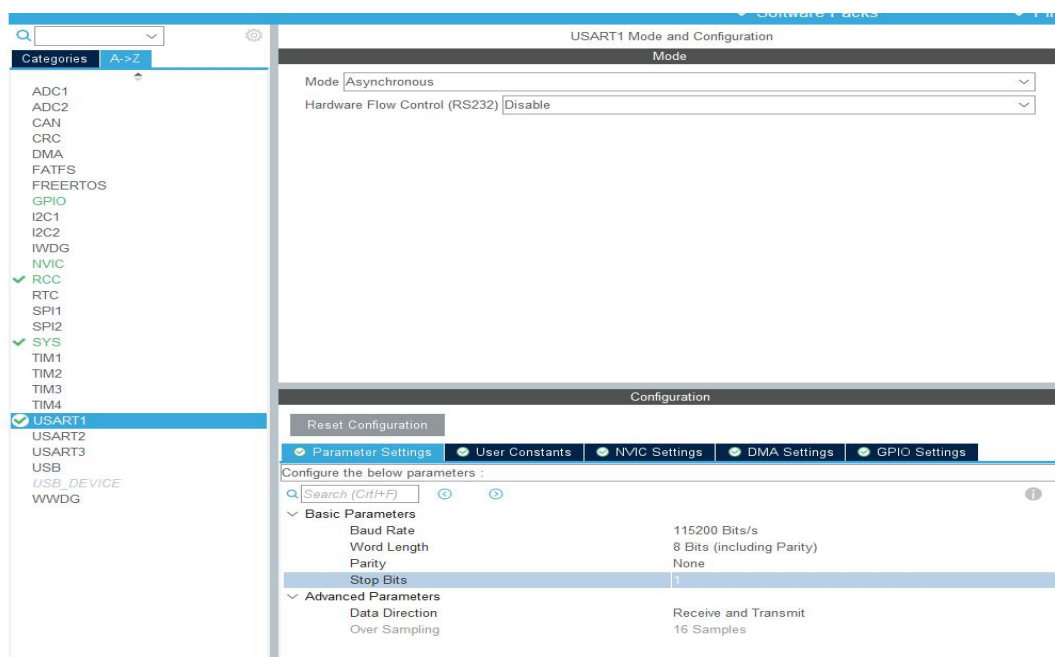 Software Packs
USART1 Mode and Configuration
Categories A->Z
Mode
Mode Asynchronous
Hardware Flow Control (RS232) Disable
ADC1
ADC2
CAN
CRC
DMA
FATFS
FREERTOS
GPIO
I2C1
I2C2
IWDG
NVIC
RCC
RTC
SPI1
SPI2
SYS
TIM1
TIM2
TIM3
TIM4
USART1
USART2
USART3
USB
USB_DEVICE
WWDG
Configuration
Reset Configuration
Parameter Settings User Constants NVIC Settings DMA Settings GPIO Settings
Configure the below parameters :
Search (Crtl+F)
Basic Parameters
Baud Rate 115200 Bits/s
Word Length 8 Bits (including Parity)
Parity None
Stop Bits 1
Advanced Parameters
Data Direction Receive and Transmit
Over Sampling 16 Samples